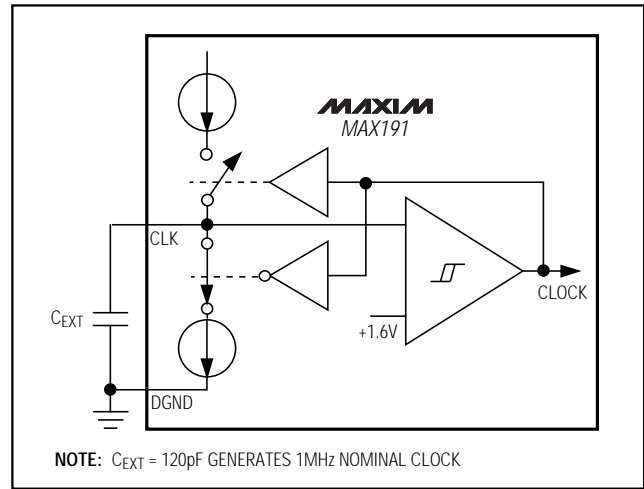 MAXIM
MAX191
CLK
CEXT
+1.6V
CLOCK
DGND
NOTE: CEXT = 120pF GENERATES 1MHz NOMINAL CLOCK